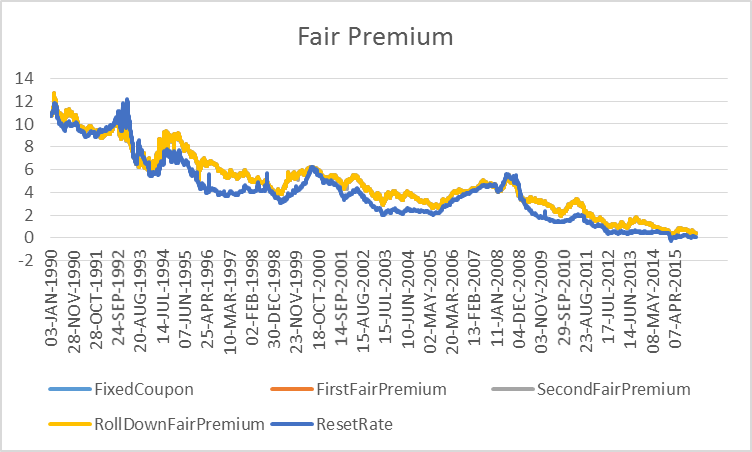 Fair Premium
14
12
10
8
6
4
2
0
-2
03-JAN-1990
28-NOV-1990
28-OCT-1991
24-SEP-1992
20-AUG-1993
21-JUL-1994
07-JUN-1995
25-APR-1996
10-MAR-1997
02-FEB-1998
30-DEC-1998
23-NOV-1999
18-OCT-2000
14-SEP-2001
15-AUG-2002
15-JUL-2003
10-JUN-2004
02-MAY-2005
20-MAR-2006
13-FEB-2007
11-JAN-2008
04-DEC-2008
03-NOV-2009
29-SEP-2010
23-AUG-2011
17-JUL-2012
14-JUN-2013
08-MAY-2014
07-APR-2015
FixedCoupon FirstFairPremium SecondFairPremium
RollDownFairPremium ResetRate